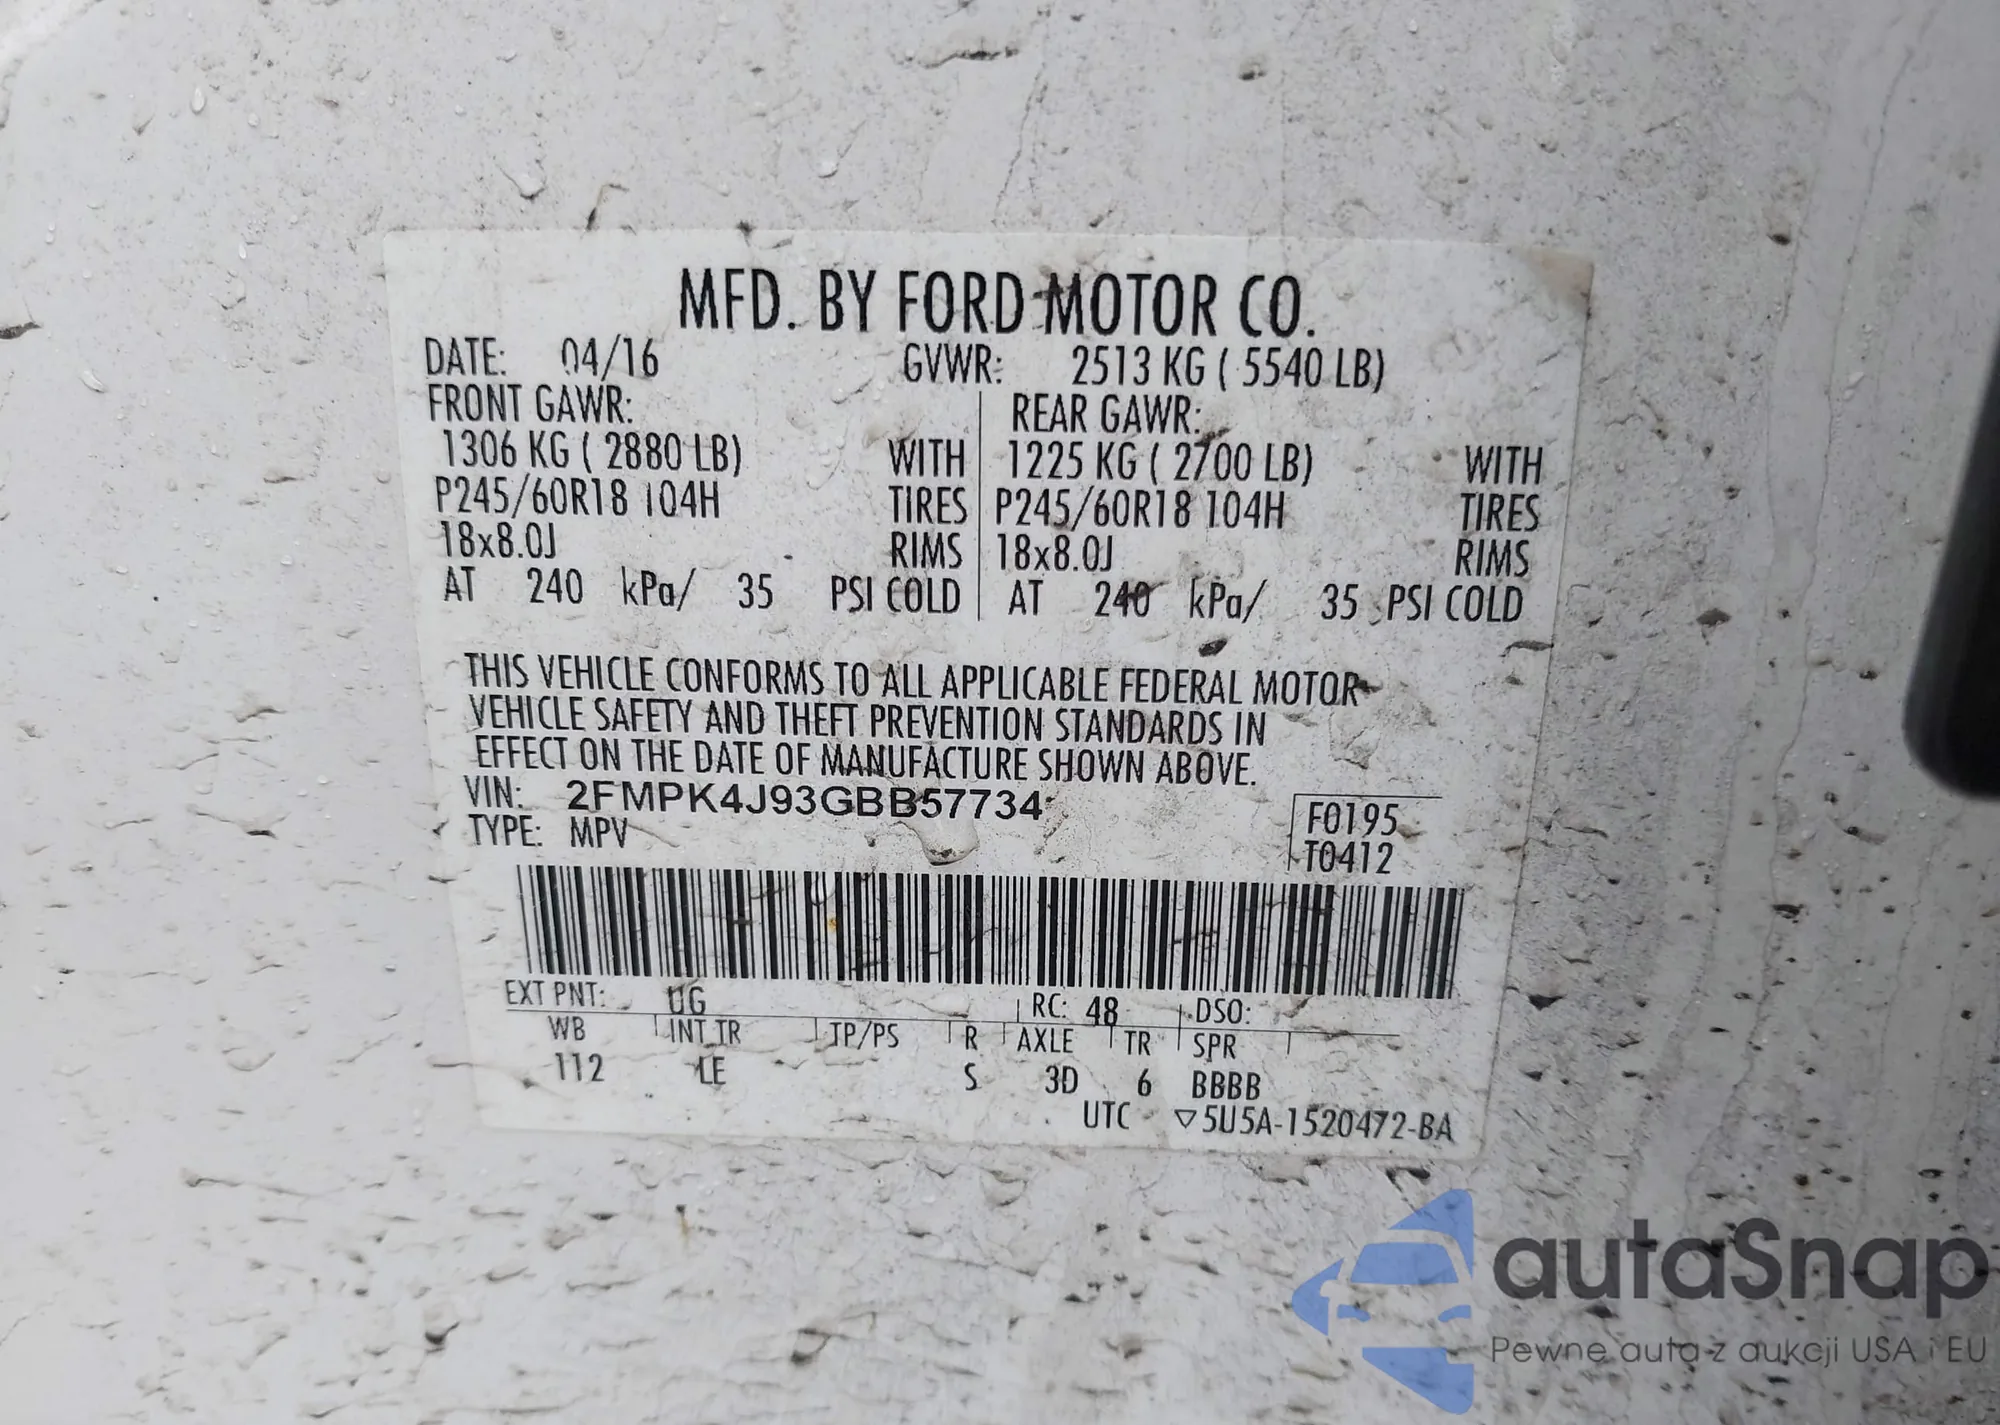 MFD. BY FORD MOTOR CO.
DATE: 04/16 GVWR: 2513 KG ( 5540 LB)
FRONT GAWR: REAR GAWR:
1306 KG ( 2880 LB) WITH 1225 KG ( 2700 LB) WITH
P245/60R18 104H TIRES P245/60R18 104H TIRES
18x8.0J RIMS 18x8.0J RIMS
AT 240 kPa/ 35 PSI COLD AT 240 kPa/ 35 PSI COLD
THIS VEHICLE CONFORMS TO ALL APPLICABLE FEDERAL MOTOR
VEHICLE SAFETY AND THEFT PREVENTION STANDARDS IN
EFFECT ON THE DATE OF MANUFACTURE SHOWN ABOVE.
VIN: 2FMPK4J93GBB57734
TYPE: MPV
F0195
T0412
EXT PNT: UG RC: 48 DSO:
WB INT TR TP/PS R AXLE TR SPR
112 LE S 3D 6 BBBB
UTC ▽5U5A-1520472-BA
autaSnap
Pewne auta z aukcji USA i EU